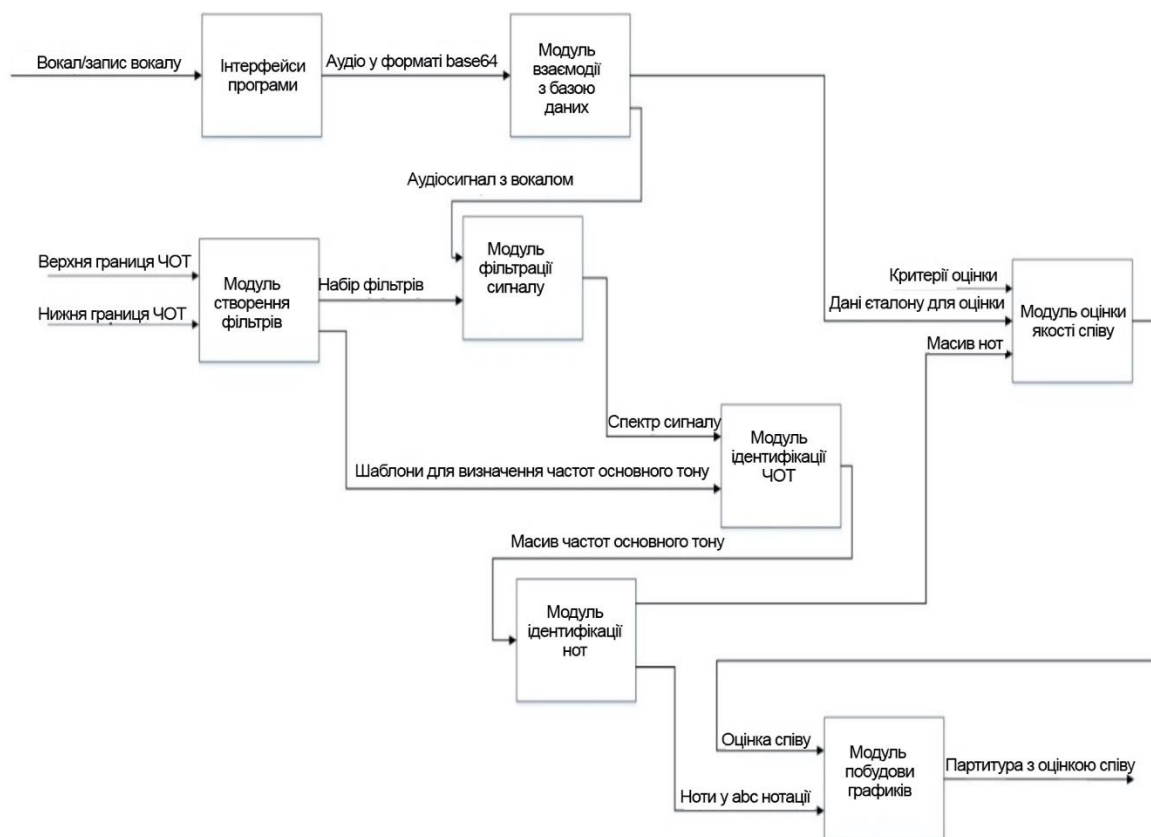 Вокал/запис вокалу
Інтерфейси
програми
Аудіо у форматі base64
Модуль
взаємодії
з базою
даних
Аудіосигнал з вокалом
Верхня границя ЧОТ
Нижня границя ЧОТ
Модуль
створення
фільтрів
Набір фільтрів
Модуль
фільтрації
сигналу
Критерії оцінки
Дані єталону для оцінки
Масив нот
Модуль оцінки
якості співу
Спектр сигналу
Шаблони для визначення частот основного тону
Модуль
ідентифікації
ЧОТ
Масив частот основного тону
Модуль
ідентифікації
нот
Оцінка співу
Ноти у abc нотації
Модуль
побудови
графиків
Партитура з оцінкою співу